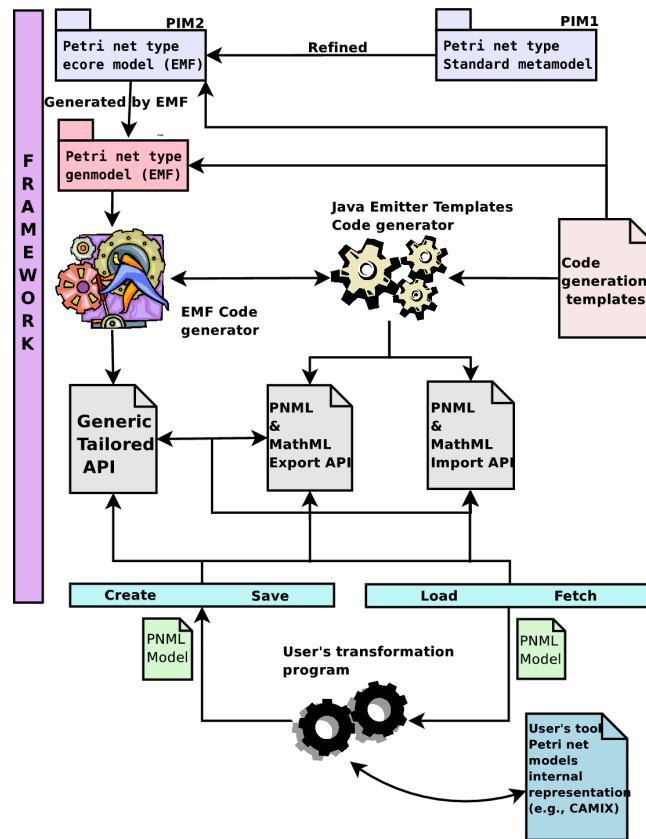 PIM2
PIM1
Petri net type
ecore model (EMF)
Refined
Petri net type
Standard metamodel
Generated by EMF
Petri net type
genmodel (EMF)
FRAMEWORK
Java Emitter Templates
Code generator
Code
generation
templates
EMF Code
generator
Generic
Tailored
API
PNML
&
MathML
Export API
PNML
&
MathML
Import API
Create
Save
Load
Fetch
PNML
Model
PNML
Model
User's transformation
program
User's tool
Petri net
models
internal
representation
(e.g., CAMIX)